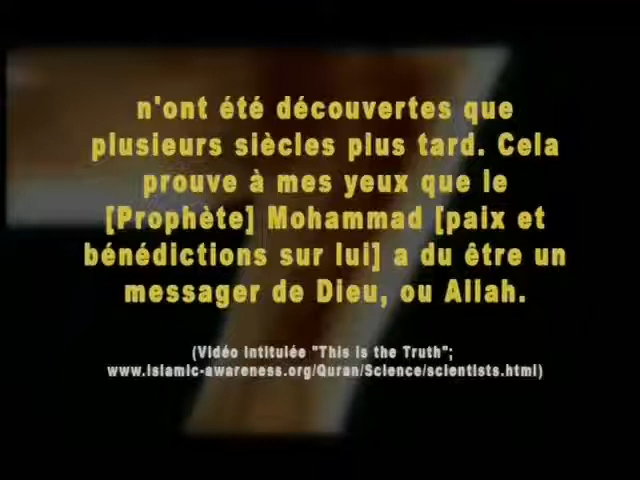 n'ont été découvertes que
plusieurs siècles plus tard. Cela
prouve à mes yeux que le
[Prophète] Mohammad [paix et
bénédictions sur lui] a du être un
messager de Dieu, ou Allah.
(Vidéo intitulée "This is the Truth";
www.islamic-awareness.org/Quran/Science/scientists.html)